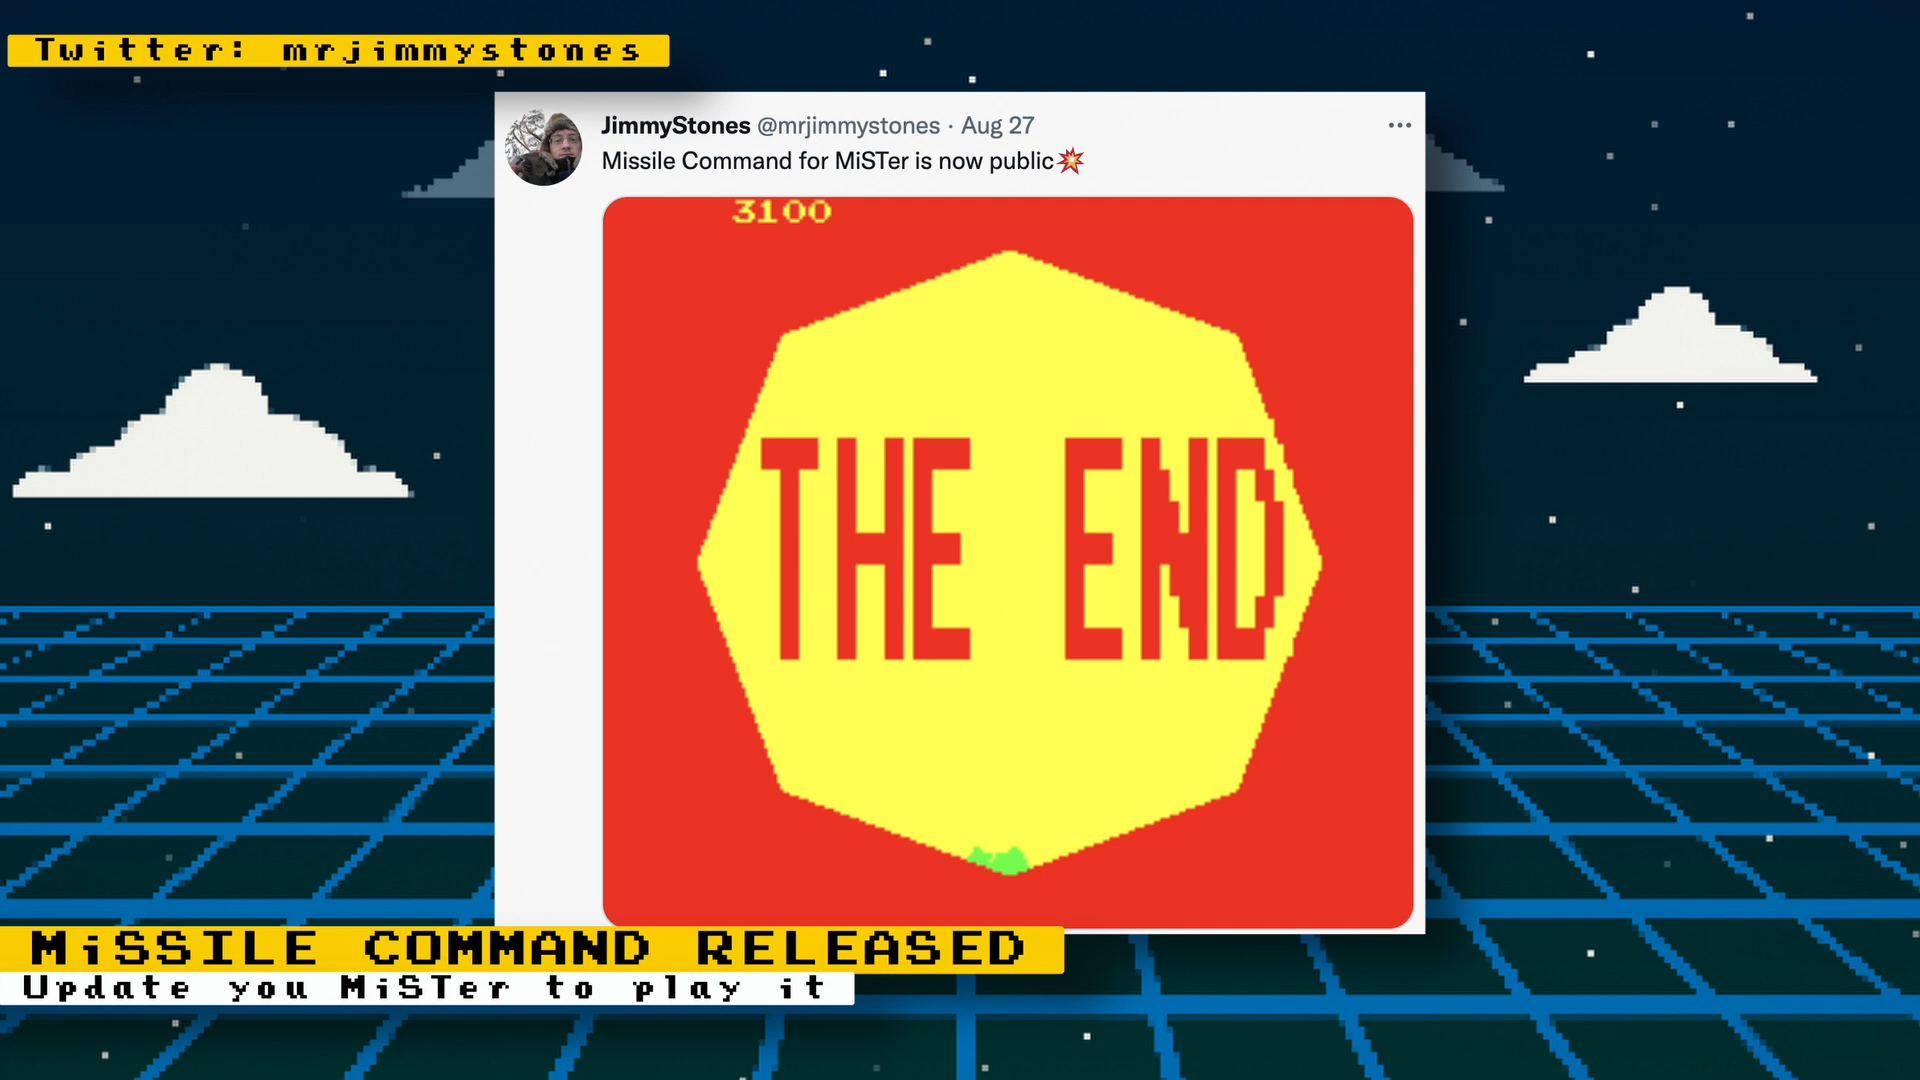 Twitter: mrjimmystones
JimmyStones @mrjimmystones · Aug 27
Missile Command for MiSTer is now public💥
3100
THE END
MiSSILE COMMAND RELEASED
Update you MiSTer to play it